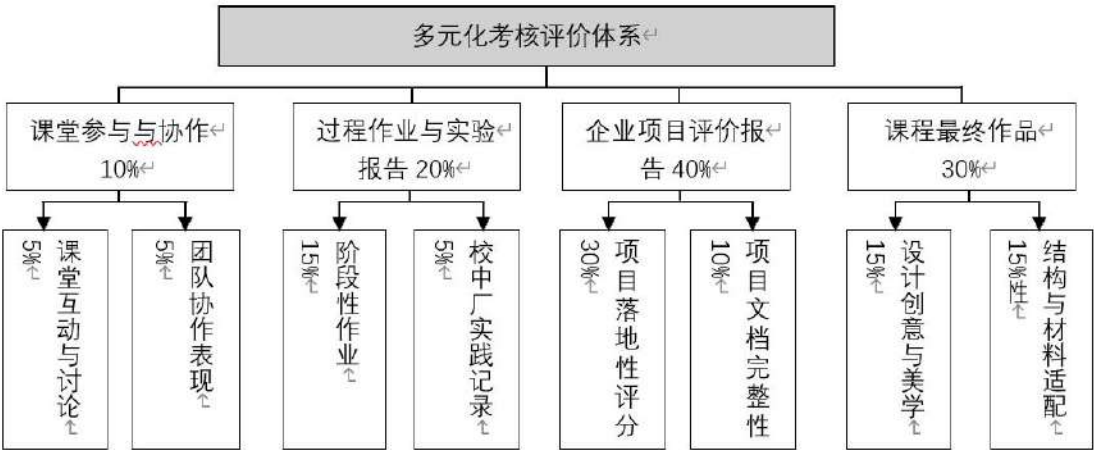 多元化考核评价体系
课堂参与与协作
10%
过程作业与实验
报告 20%
企业项目评价报
告 40%
课程最终作品
30%
课堂互动与讨论
5%
团队协作表现
5%
阶段性作业
15%
校中厂实践记录
5%
项目落地性评分
30%
项目文档完整性
10%
设计创意与美学
15%
结构与材料适配
15%性